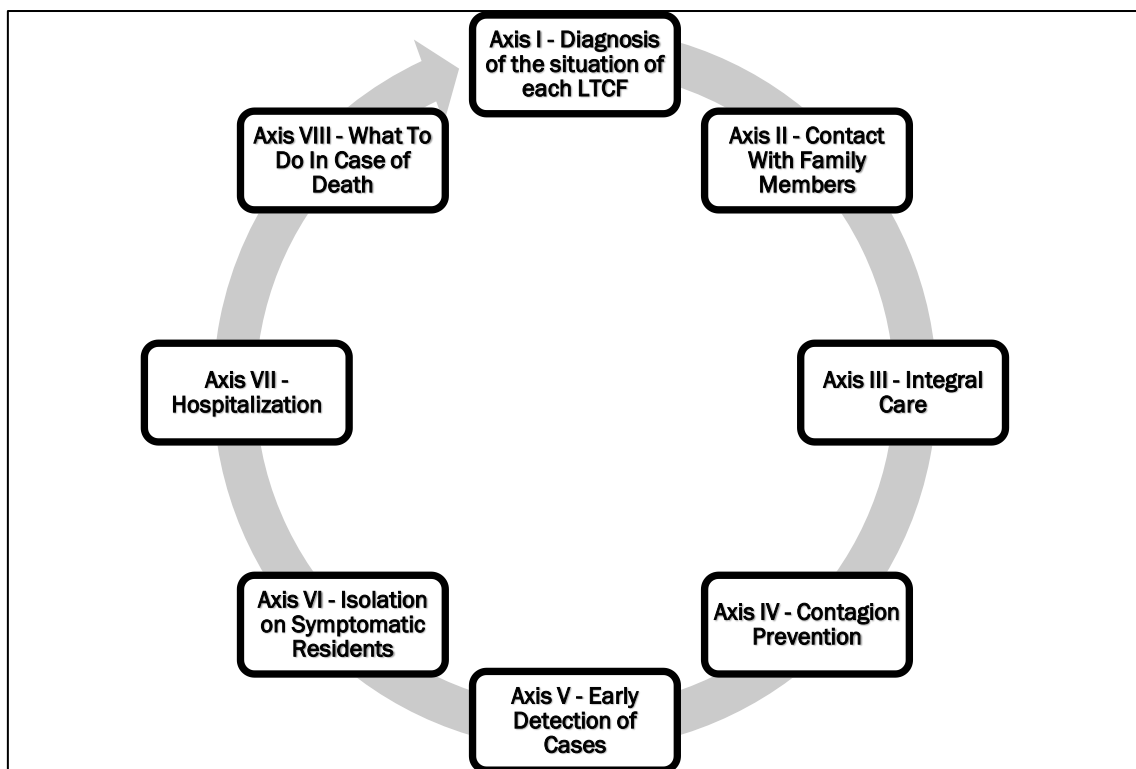 Axis I - Diagnosis
of the situation of
each LTCF
Axis II - Contact
With Family
Members
Axis III - Integral
Care
Axis IV - Contagion
Prevention
Axis V - Early
Detection of
Cases
Axis VI - Isolation
on Symptomatic
Residents
Axis VII -
Hospitalization
Axis VIII - What To
Do In Case of
Death